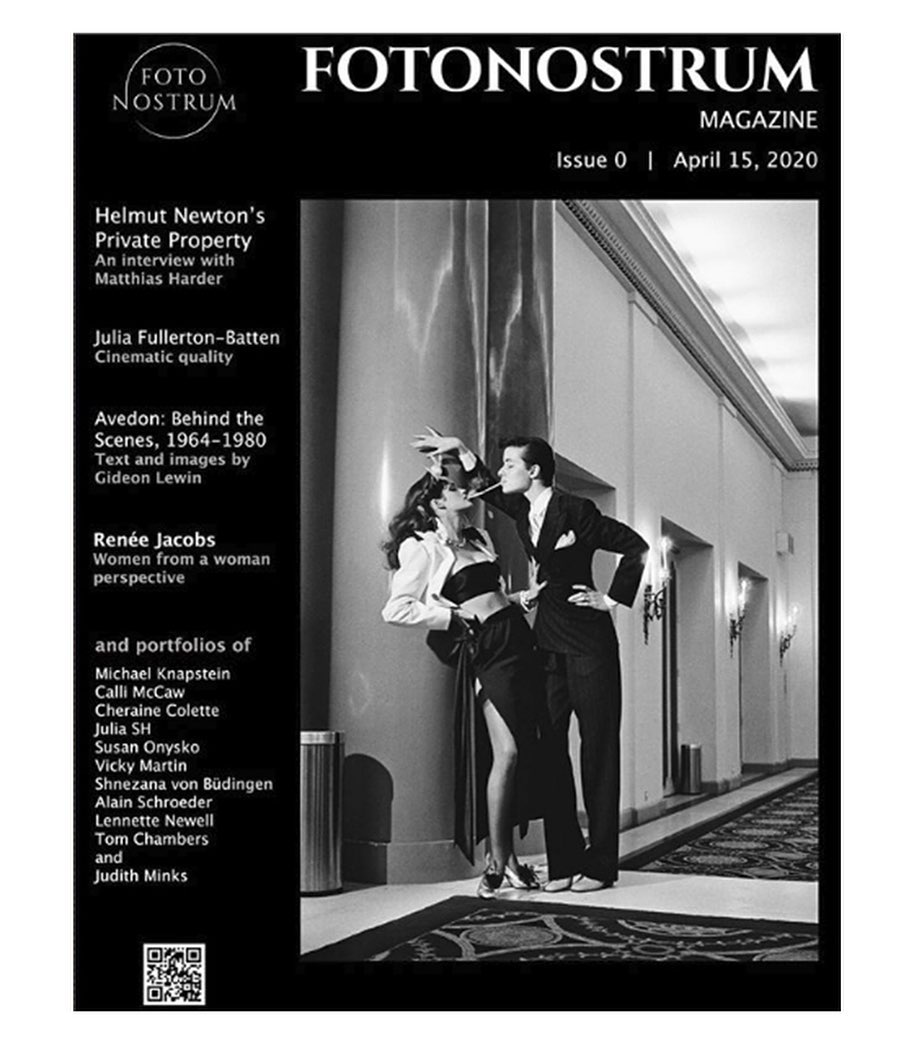 FOTO
NOSTRUM
FOTONOSTRUM
MAGAZINE
Issue 0 | April 15, 2020
Helmut Newton's
Private Property
An interview with
Matthias Harder
Julia Fullerton-Batten
Cinematic quality
Avedon: Behind the
Scenes, 1964-1980
Text and images by
Gideon Lewin
Renée Jacobs
Women from a woman
perspective
and portfolios of
Michael Knapstein
Calli McCaw
Cheraine Colette
Julia SH
Susan Onysko
Vicky Martin
Shnezana von Büdingen
Alain Schroeder
Lennette Newell
Tom Chambers
and
Judith Minks